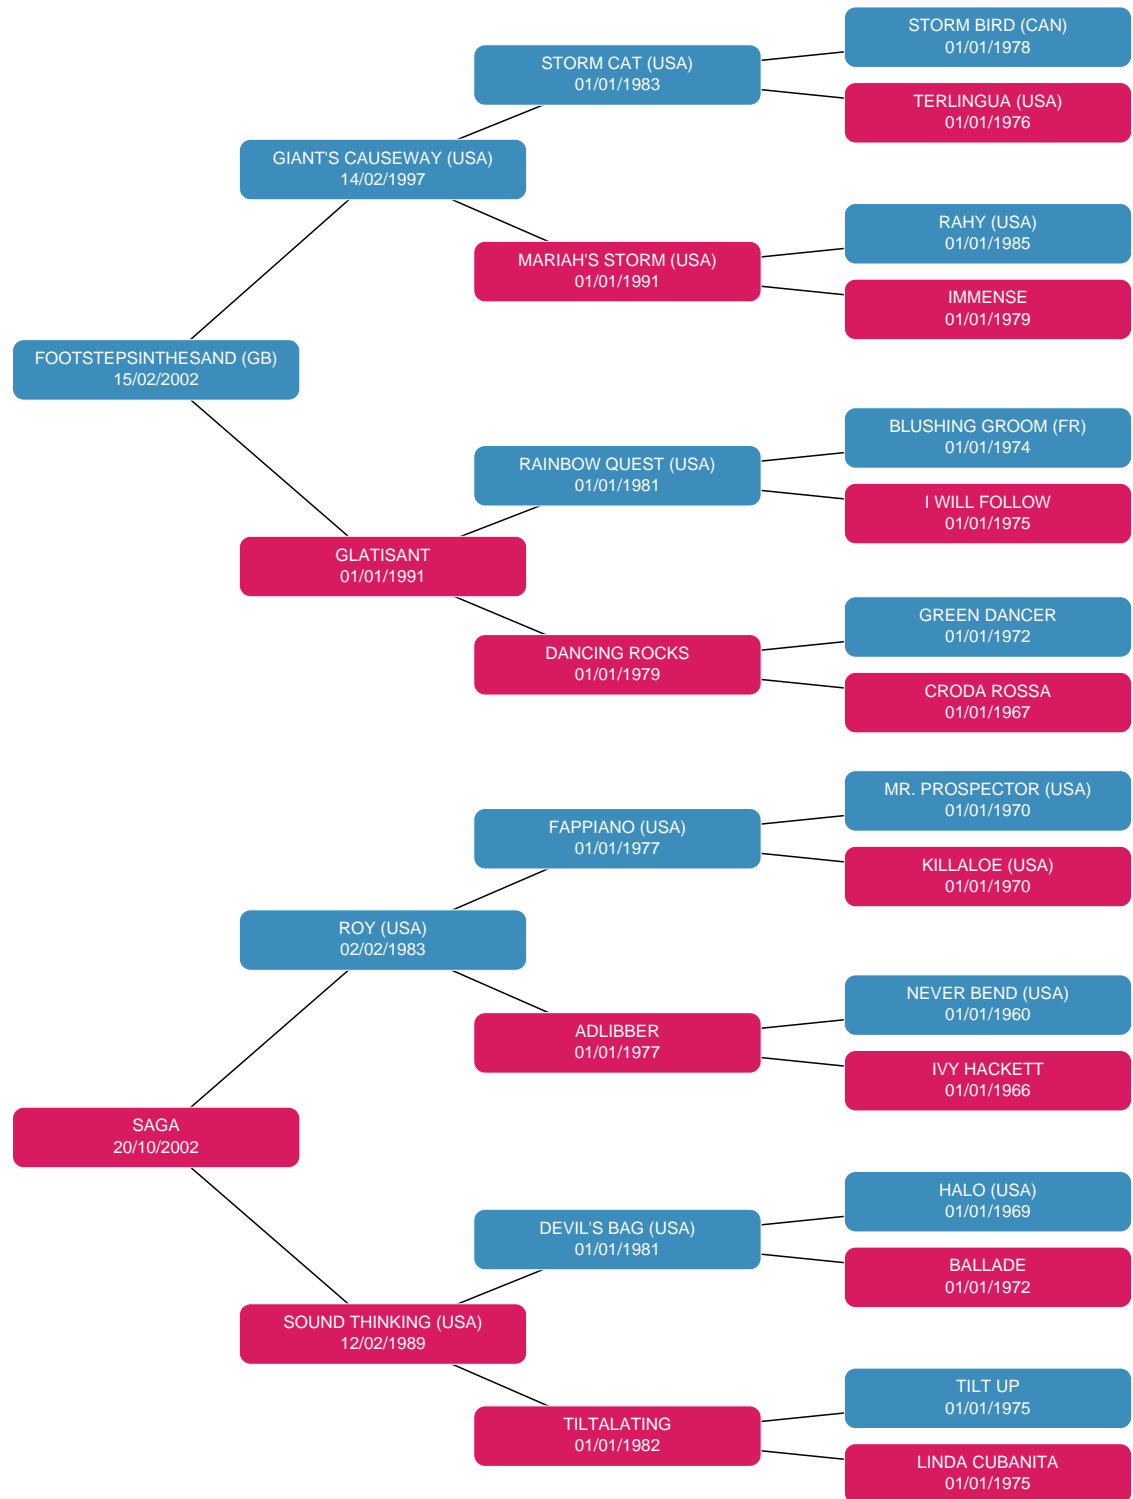 STORM BIRD (CAN)
01/01/1978
STORM CAT (USA)
01/01/1983
TERLINGUA (USA)
01/01/1976
GIANT'S CAUSEWAY (USA)
14/02/1997
RAHY (USA)
01/01/1985
MARIAH'S STORM (USA)
01/01/1991
IMMENSE
01/01/1979
FOOTSTEPSINTHESAND (GB)
15/02/2002
BLUSHING GROOM (FR)
01/01/1974
RAINBOW QUEST (USA)
01/01/1981
I WILL FOLLOW
01/01/1975
GLATISANT
01/01/1991
GREEN DANCER
01/01/1972
DANCING ROCKS
01/01/1979
CRODA ROSSA
01/01/1967
MR. PROSPECTOR (USA)
01/01/1970
FAPPIANO (USA)
01/01/1977
KILLALOE (USA)
01/01/1970
ROY (USA)
02/02/1983
NEVER BEND (USA)
01/01/1960
ADLIBBER
01/01/1977
IVY HACKETT
01/01/1966
SAGA
20/10/2002
HALO (USA)
01/01/1969
DEVIL'S BAG (USA)
01/01/1981
BALLADE
01/01/1972
SOUND THINKING (USA)
12/02/1989
TILT UP
01/01/1975
TILTALATING
01/01/1982
LINDA CUBANITA
01/01/1975